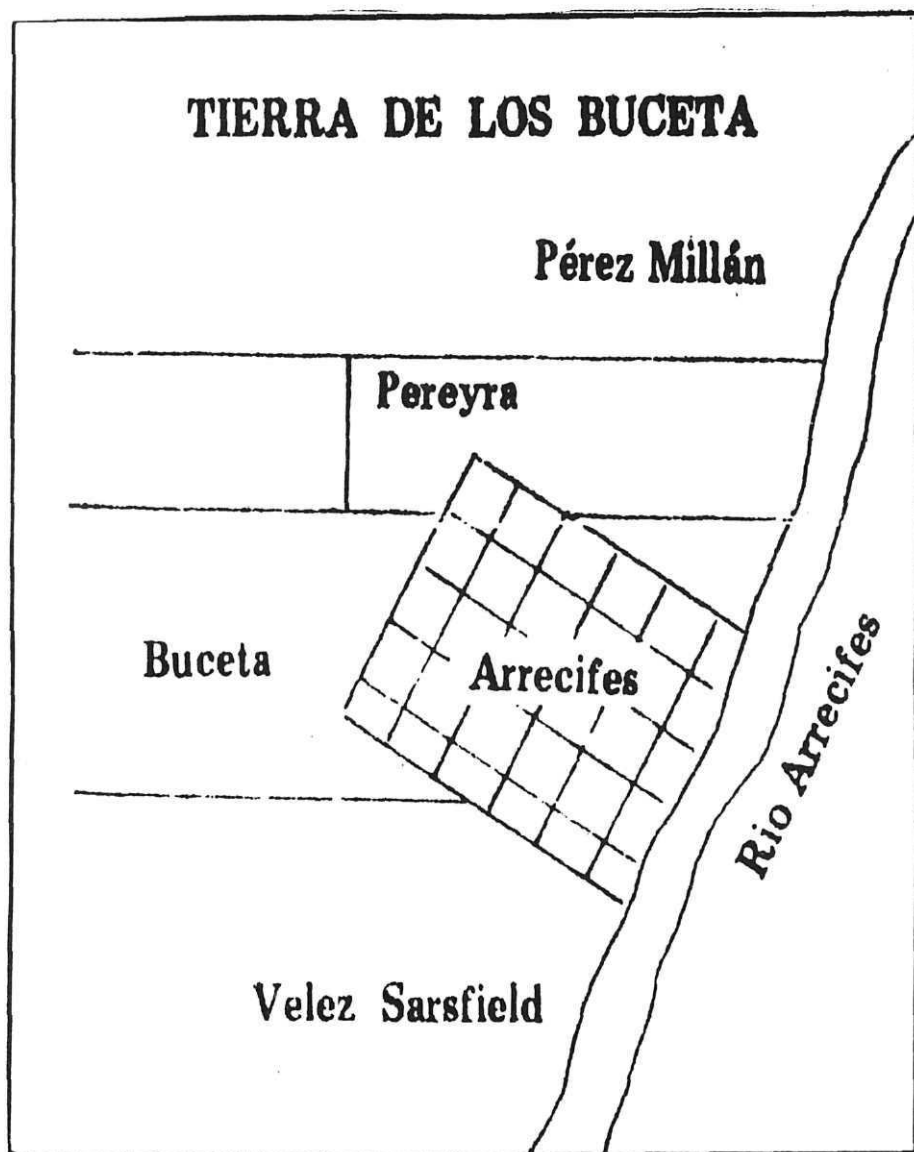 TIERRA DE LOS BUCETA
Pérez Millán
Pereyra
Buceta
Arrecifes
Rio Arrecifes
Velez Sarsfield